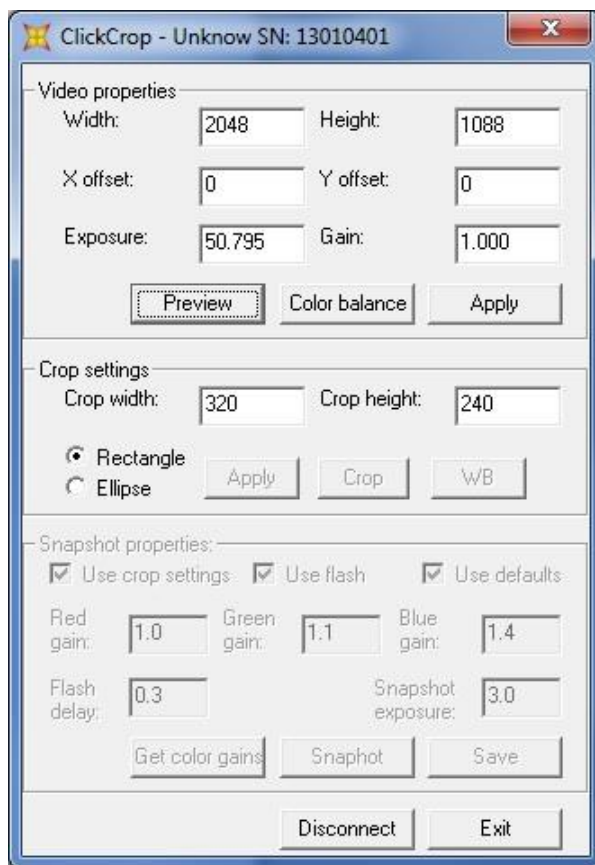 ClickCrop - Unknow SN: 13010401
Video properties
Width: 2048 Height: 1088
X offset: 0 Y offset: 0
Exposure: 50.795 Gain: 1.000
Preview Color balance Apply
Crop settings
Crop width: 320 Crop height: 240
Rectangle
Ellipse
Apply Crop WB
Snapshot properties:
Use crop settings Use flash Use defaults
Red gain: 1.0 Green gain: 1.1 Blue gain: 1.4
Flash delay: 0.3 Snapshot exposure: 3.0
Get color gains Snaphot Save
Disconnect Exit